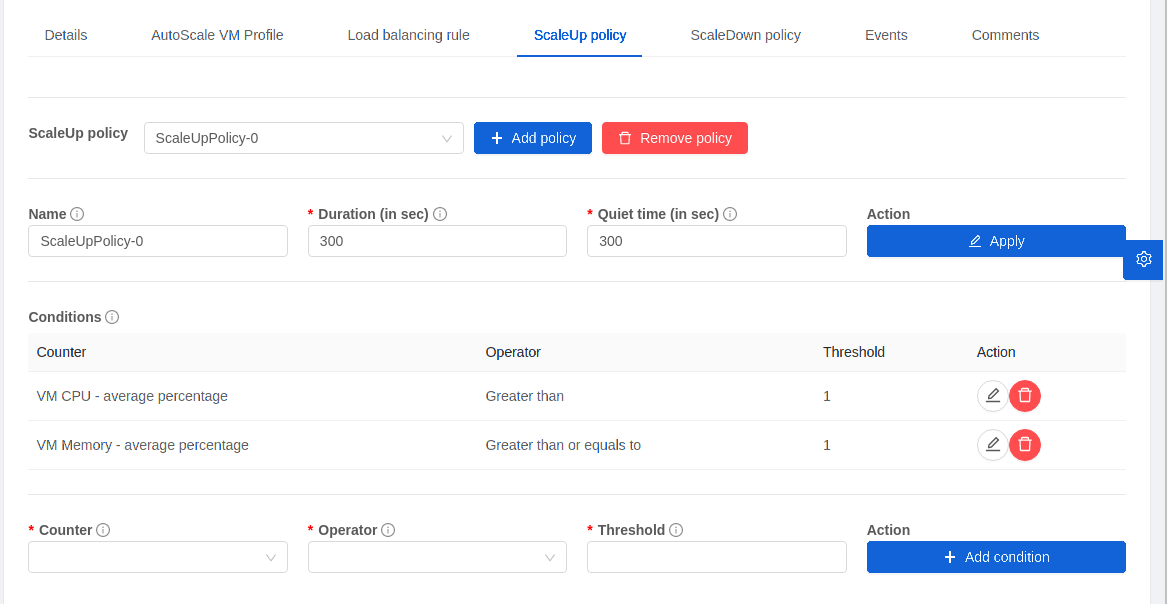 Details AutoScale VM Profile Load balancing rule ScaleUp policy ScaleDown policy Events Comments
ScaleUp policy ScaleUpPolicy-0 Add policy Remove policy
Name * Duration (in sec) * Quiet time (in sec) Action
ScaleUpPolicy-0 300 300 Apply
Conditions
Counter Operator Threshold Action
VM CPU - average percentage Greater than 1
VM Memory - average percentage Greater than or equals to 1
* Counter * Operator * Threshold Action
Add condition